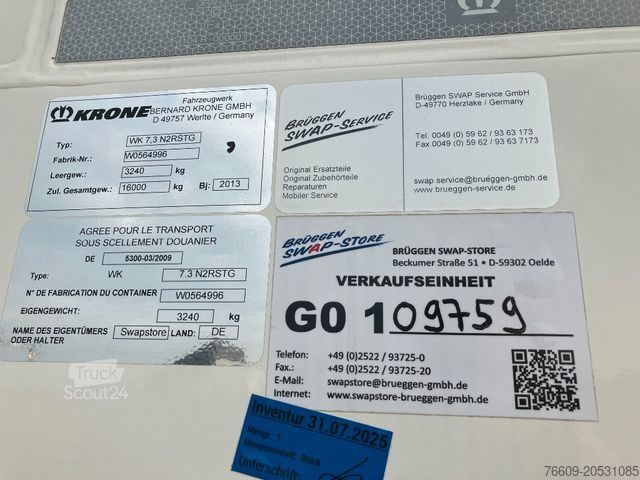 KRONE
Fahrzeugwerk
BERNARD KRONE GMBH
D 49757 Werlte / Germany
Typ: WK 7,3 N2RSTG
Fabrik-Nr.: W0564996
Leergew.: 3240 kg
Zul. Gesamtgew.: 16000 kg Bj: 2013
BRÜGGEN
SWAP-SERVICE
Original Ersatzteile
Original Zubehörteile
Reparaturen
Mobiler Service
Brüggen SWAP Service GmbH
D-49770 Herzlake / Germany
Tel. 0049 (0) 59 62 / 93 63 173
Fax 0049 (0) 59 62 / 93 63 7173
swap.service@brueggen-gmbh.de
www.brueggen-service.de
AGREE POUR LE TRANSPORT
SOUS SCELLEMENT DOUANIER
DE 5300-03/2009
Type: WK 7.3 N2RSTG
N° DE FABRICATION DU CONTAINER W0564996
EIGENGEWICHT: 3240 kg
NAME DES EIGENTÜMERS ODER HALTER Swapstore LAND: DE
BRÜGGEN
SWAP-STORE
BRÜGGEN SWAP-STORE
Beckumer Straße 51 • D-59302 Oelde
VERKAUFSEINHEIT
G0 109759
Telefon: +49 (0)2522 / 93725-0
Fax.: +49 (0)2522 / 93725-20
E-Mail: swapstore@brueggen-gmbh.de
Internet: www.swapstore-brueggen-gmbh.de
Inventur 31.07.2025
Menge: 1
Mengeneinheit: Stück
Unterschrift:
Truck
Scout24
76609-20531085